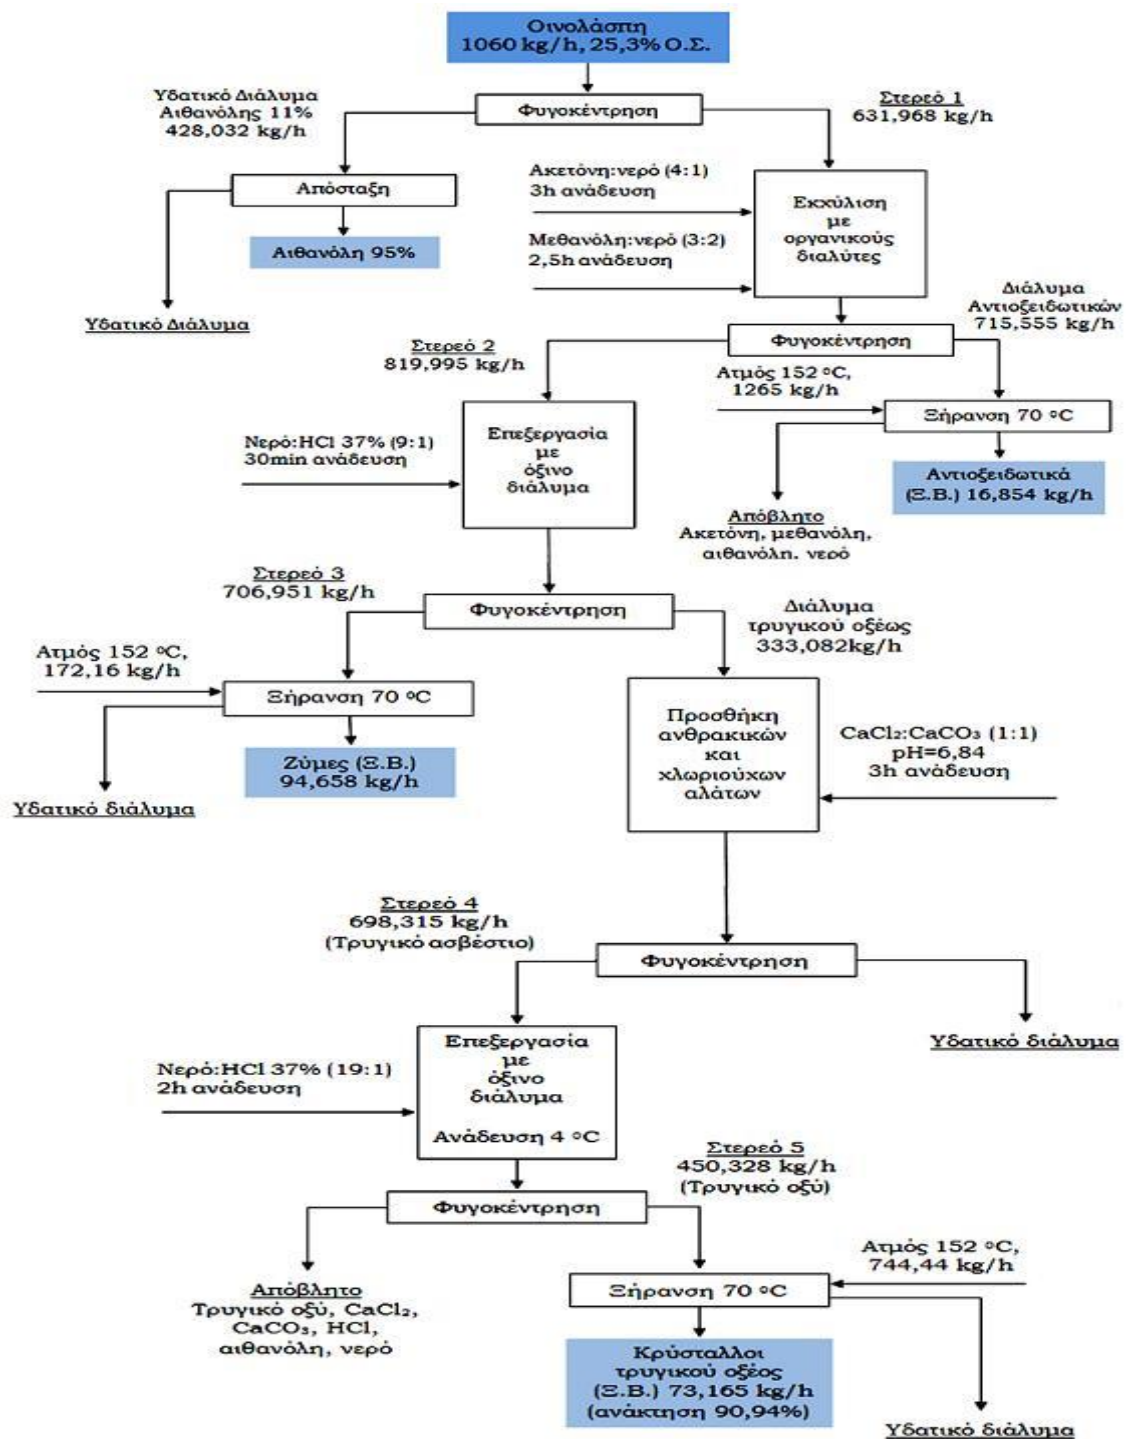 Οινολάσπη
1060 kg/h, 25,3% Ο.Σ.
Υδατικό Διάλυμα
Αιθανόλης 11%
428,032 kg/h
Φυγοκέντρηση
Στερεό 1
631,968 kg/h
Απόσταξη
Ακετόνη:νερό (4:1)
3h ανάδευση
Εκχύλιση
με
οργανικούς
διαλύτες
Μεθανόλη:νερό (3:2)
2,5h ανάδευση
Αιθανόλη 95%
Υδατικό Διάλυμα
Διάλυμα
Αντιοξειδωτικών
715,555 kg/h
Φυγοκέντρηση
Στερεό 2
819,995 kg/h
Ατμός 152 °C,
1265 kg/h
Ξήρανση 70 °C
Επεξεργασία
με
όξινο
διάλυμα
Νερό:HCl 37% (9:1)
30min ανάδευση
Αντιοξειδωτικά
(Ξ.Β.) 16,854 kg/h
Απόβλητο
Ακετόνη, μεθανόλη,
αιθανόλη. νερό
Στερεό 3
706,951 kg/h
Φυγοκέντρηση
Διάλυμα
τρυγικού οξέως
333,082kg/h
Ατμός 152 °C,
172,16 kg/h
Ξήρανση 70 °C
Προσθήκη
ανθρακικών
και
χλωριούχων
αλάτων
CaCl₂:CaCO₃ (1:1)
pH=6,84
3h ανάδευση
Ζύμες (Ξ.Β.)
94,658 kg/h
Υδατικό διάλυμα
Στερεό 4
698,315 kg/h
(Τρυγικό ασβέστιο)
Φυγοκέντρηση
Υδατικό διάλυμα
Επεξεργασία
με
όξινο
διάλυμα
Ανάδευση 4 °C
Νερό:HCl 37% (19:1)
2h ανάδευση
Στερεό 5
450,328 kg/h
(Τρυγικό οξύ)
Φυγοκέντρηση
Ατμός 152 °C,
744,44 kg/h
Απόβλητο
Τρυγικό οξύ, CaCl₂,
CaCO₃, HCl,
αιθανόλη, νερό
Ξήρανση 70 °C
Κρύσταλλοι
τρυγικού οξέος
(Ξ.Β.) 73,165 kg/h
(ανάκτηση 90,94%)
Υδατικό διάλυμα